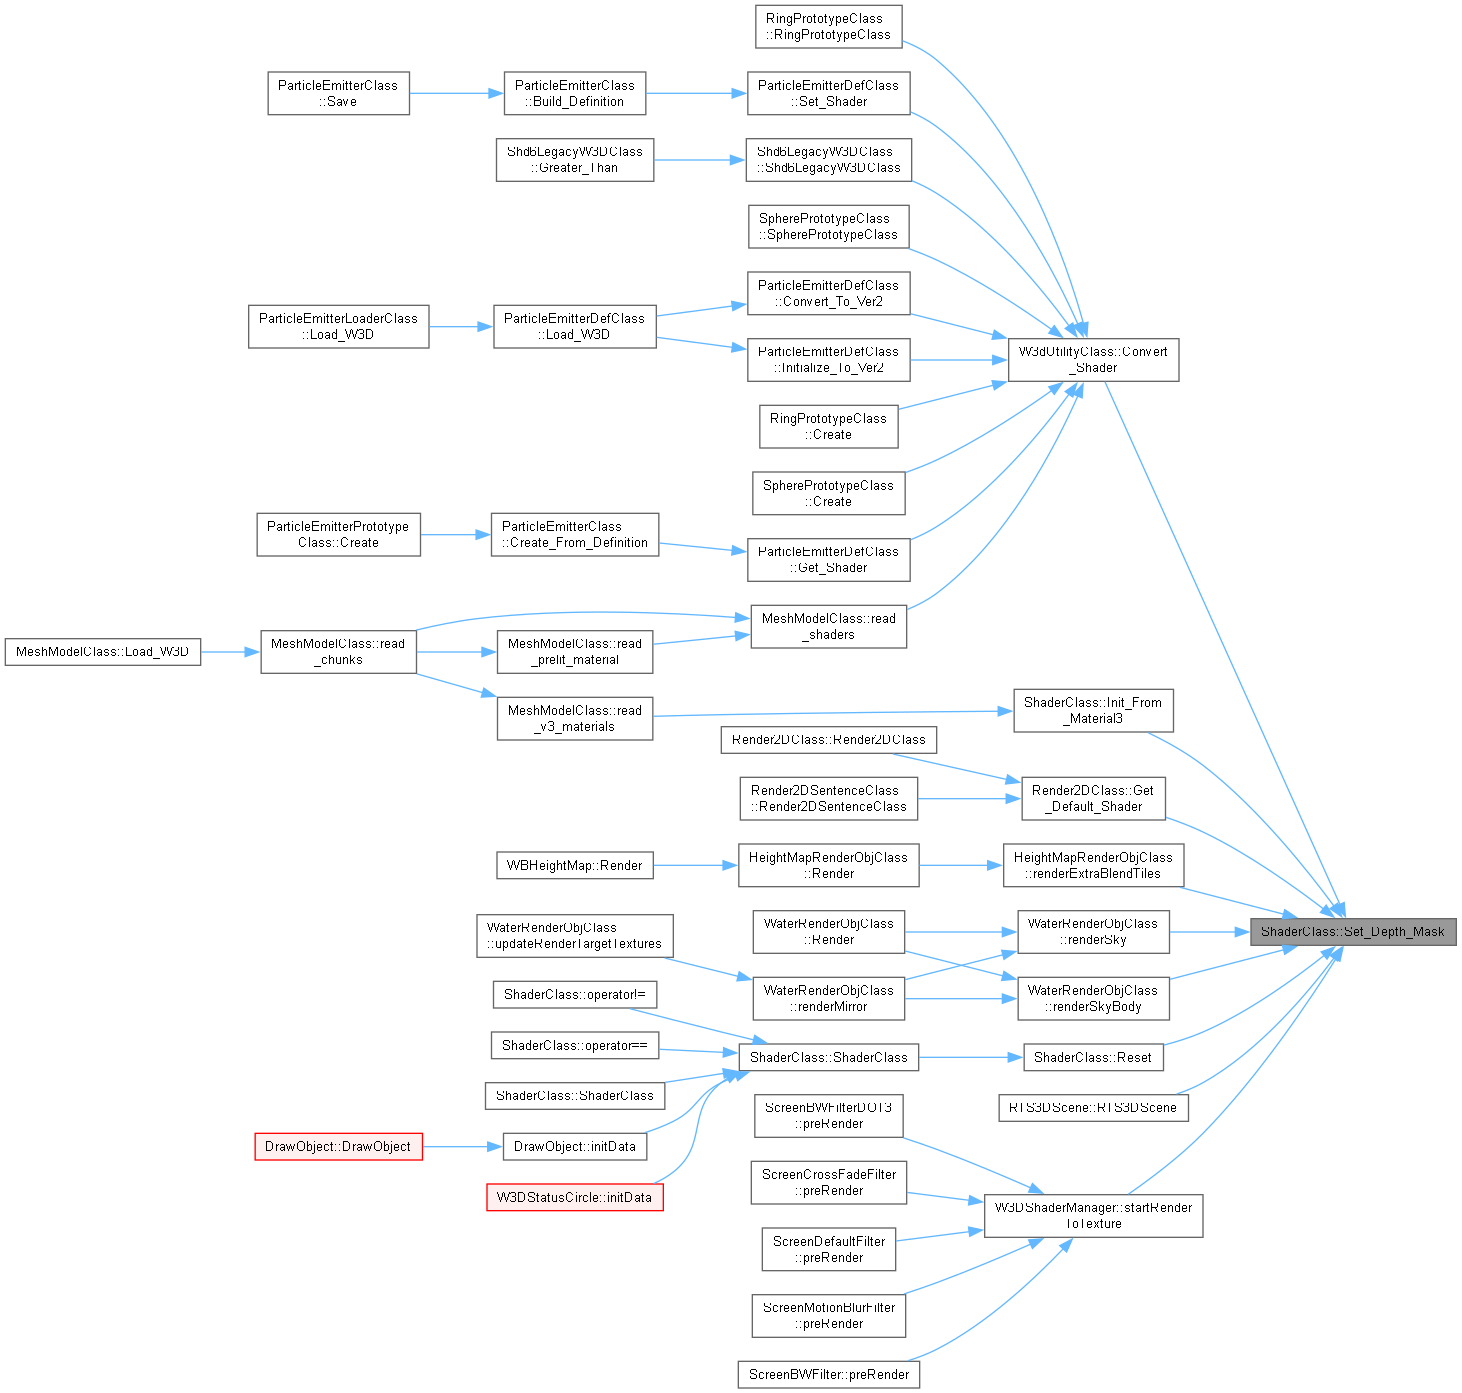 RingPrototypeClass
::RingPrototypeClass
ParticleEmitterClass
::Save
ParticleEmitterClass
::Build_Definition
ParticleEmitterDefClass
::Set_Shader
Shd6LegacyW3DClass
::Greater_Than
Shd6LegacyW3DClass
::Shd6LegacyW3DClass
SpherePrototypeClass
::SpherePrototypeClass
ParticleEmitterDefClass
::Convert_To_Ver2
ParticleEmitterLoaderClass
::Load_W3D
ParticleEmitterDefClass
::Load_W3D
ParticleEmitterDefClass
::Initialize_To_Ver2
W3dUtilityClass::Convert
_Shader
RingPrototypeClass
::Create
SpherePrototypeClass
::Create
ParticleEmitterPrototype
Class::Create
ParticleEmitterClass
::Create_From_Definition
ParticleEmitterDefClass
::Get_Shader
MeshModelClass::read
_shaders
MeshModelClass::Load_W3D
MeshModelClass::read
_chunks
MeshModelClass::read
_prelit_material
MeshModelClass::read
_v3_materials
ShaderClass::Init_From
_Material3
Render2DClass::Render2DClass
Render2DSentenceClass
::Render2DSentenceClass
Render2DClass::Get
_Default_Shader
WBHeightMap::Render
HeightMapRenderObjClass
::Render
HeightMapRenderObjClass
::renderExtraBlendTiles
WaterRenderObjClass
::updateRenderTargetTextures
WaterRenderObjClass
::Render
WaterRenderObjClass
::renderSky
ShaderClass::Set_Depth_Mask
WaterRenderObjClass
::renderMirror
WaterRenderObjClass
::renderSkyBody
ShaderClass::operator!=
ShaderClass::operator==
ShaderClass::ShaderClass
ShaderClass::Reset
ShaderClass::ShaderClass
RTS3DScene::RTS3DScene
ScreenBWFilterDOT3
::preRender
DrawObject::DrawObject
DrawObject::initData
W3DStatusCircle::initData
ScreenCrossFadeFilter
::preRender
W3DShaderManager::startRender
ToTexture
ScreenDefaultFilter
::preRender
ScreenMotionBlurFilter
::preRender
ScreenBWFilter::preRender